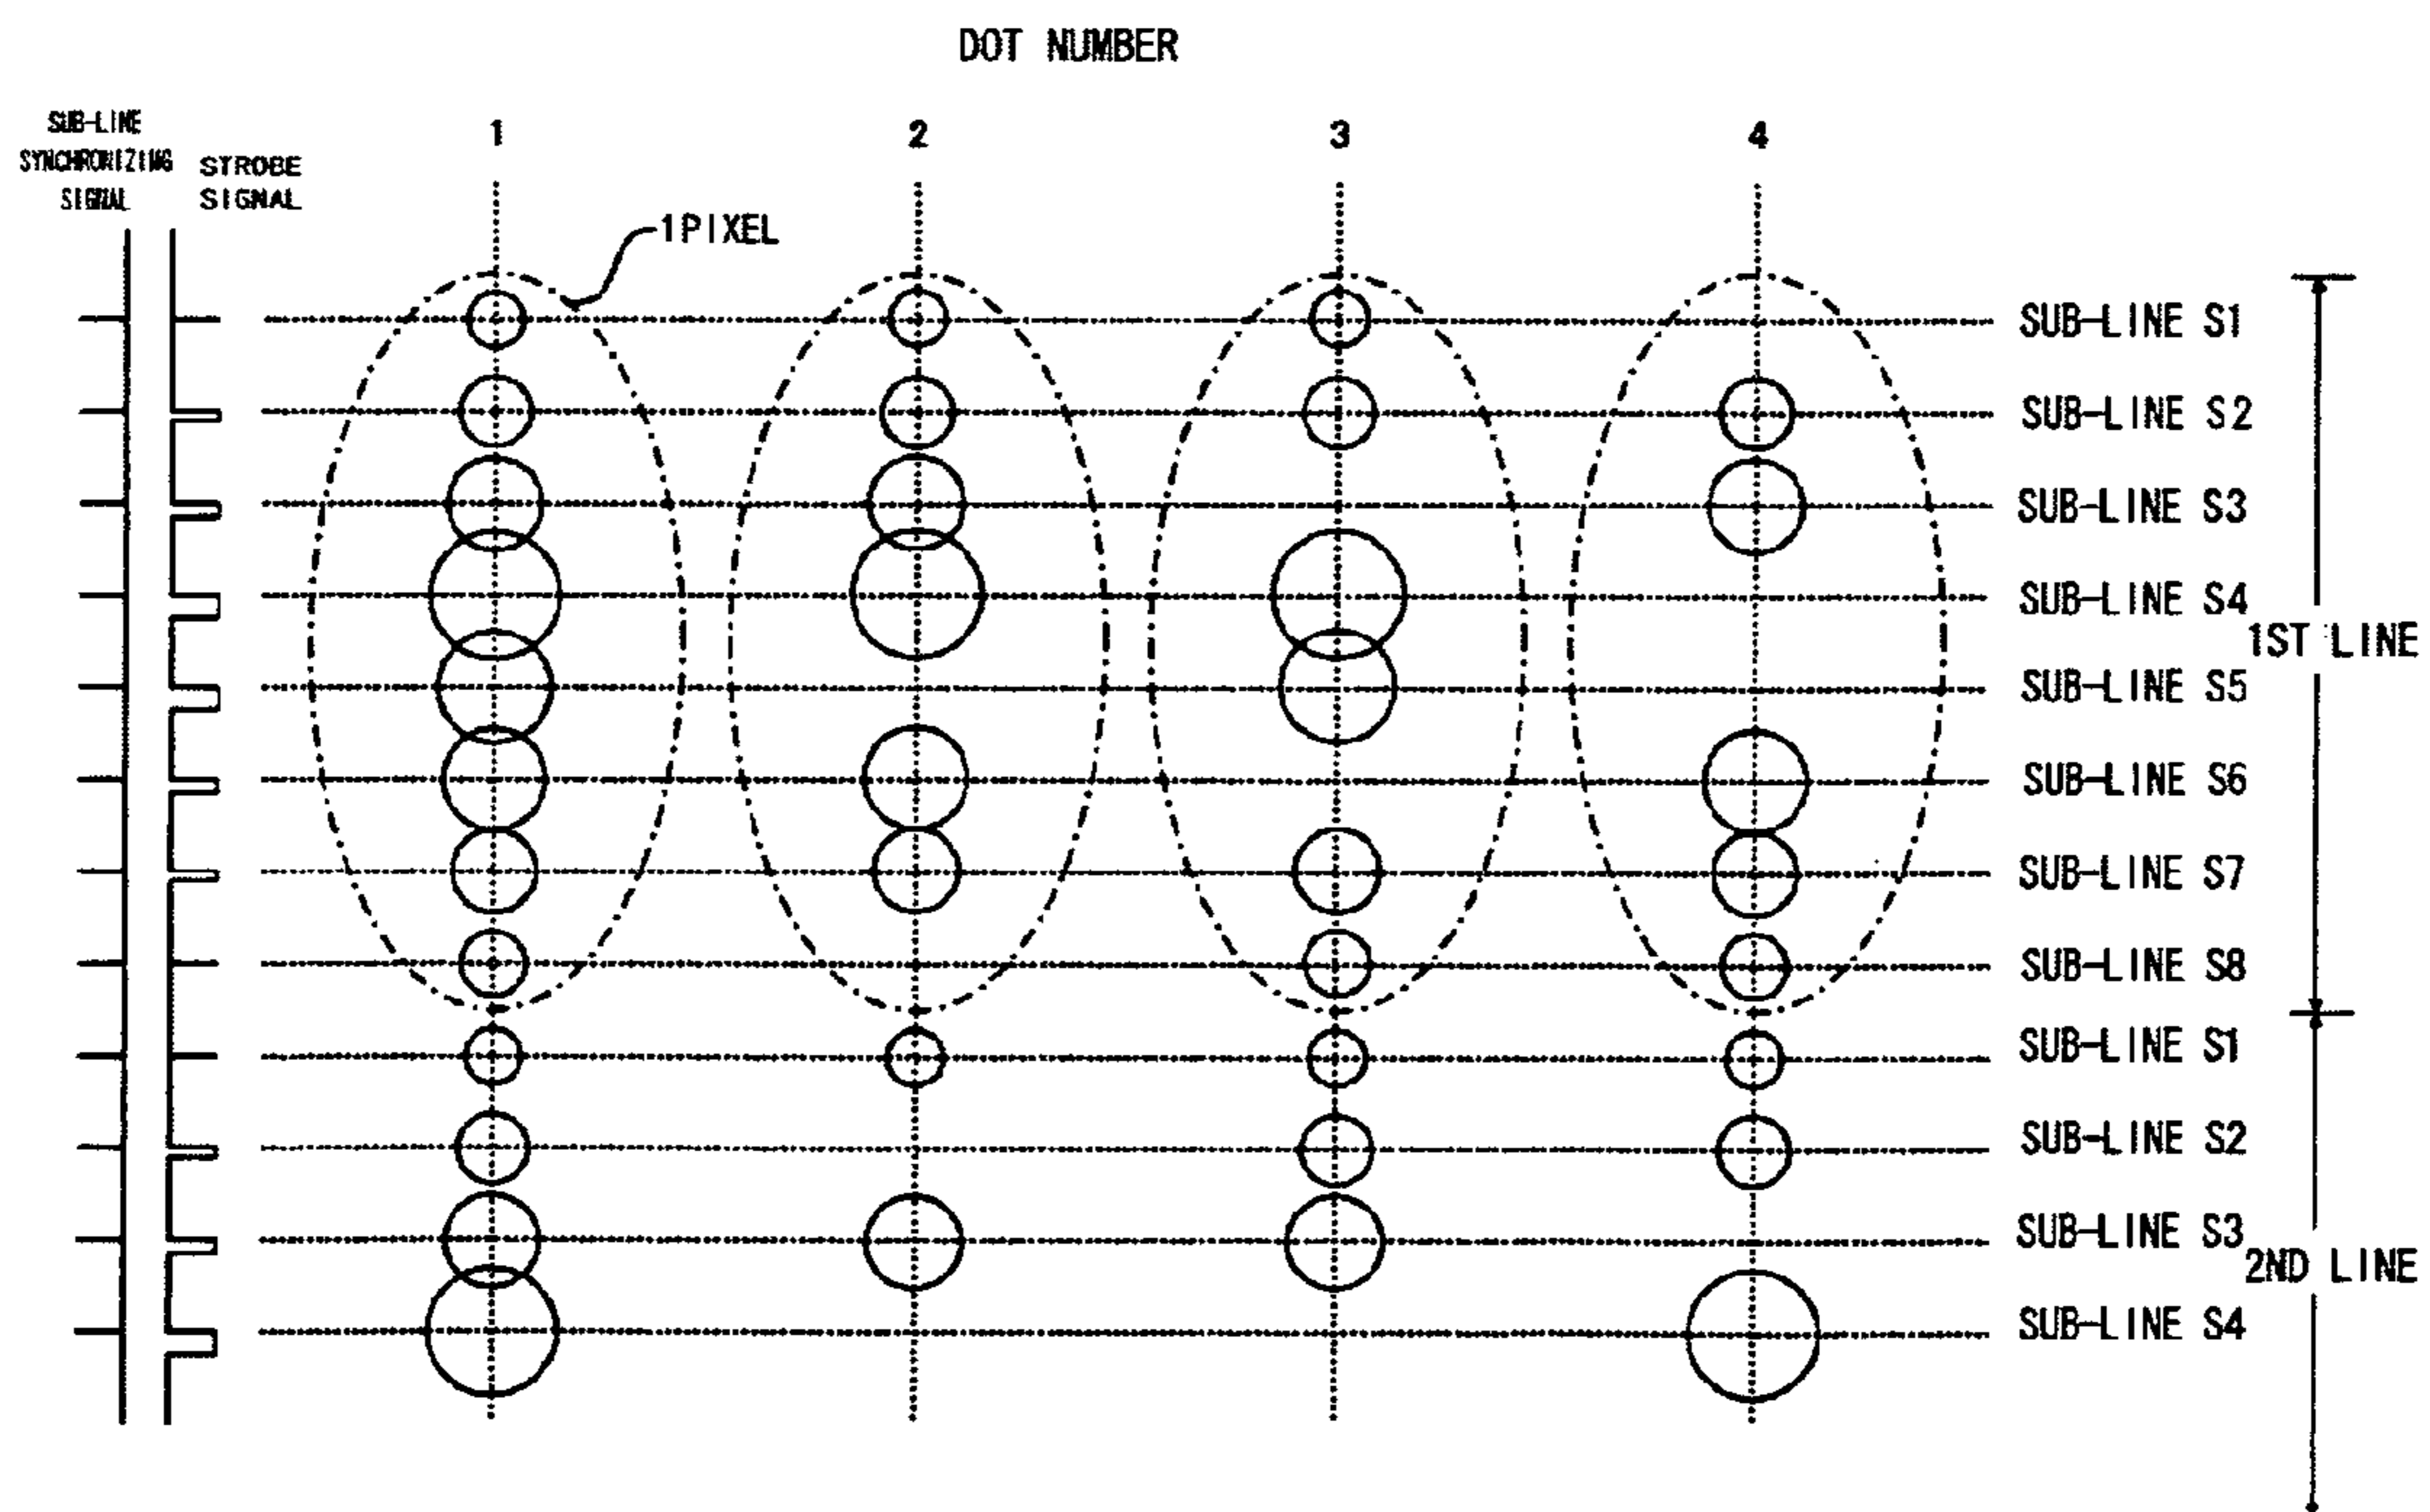 DOT NUMBER
SUB-LINE
SYNCHRONIZING
SIGNAL
STROBE
SIGNAL
1
2
3
4
1PIXEL
SUB-LINE S1
SUB-LINE S2
SUB-LINE S3
SUB-LINE S4
1ST LINE
SUB-LINE S5
SUB-LINE S6
SUB-LINE S7
SUB-LINE S8
SUB-LINE S1
SUB-LINE S2
SUB-LINE S3
2ND LINE
SUB-LINE S4